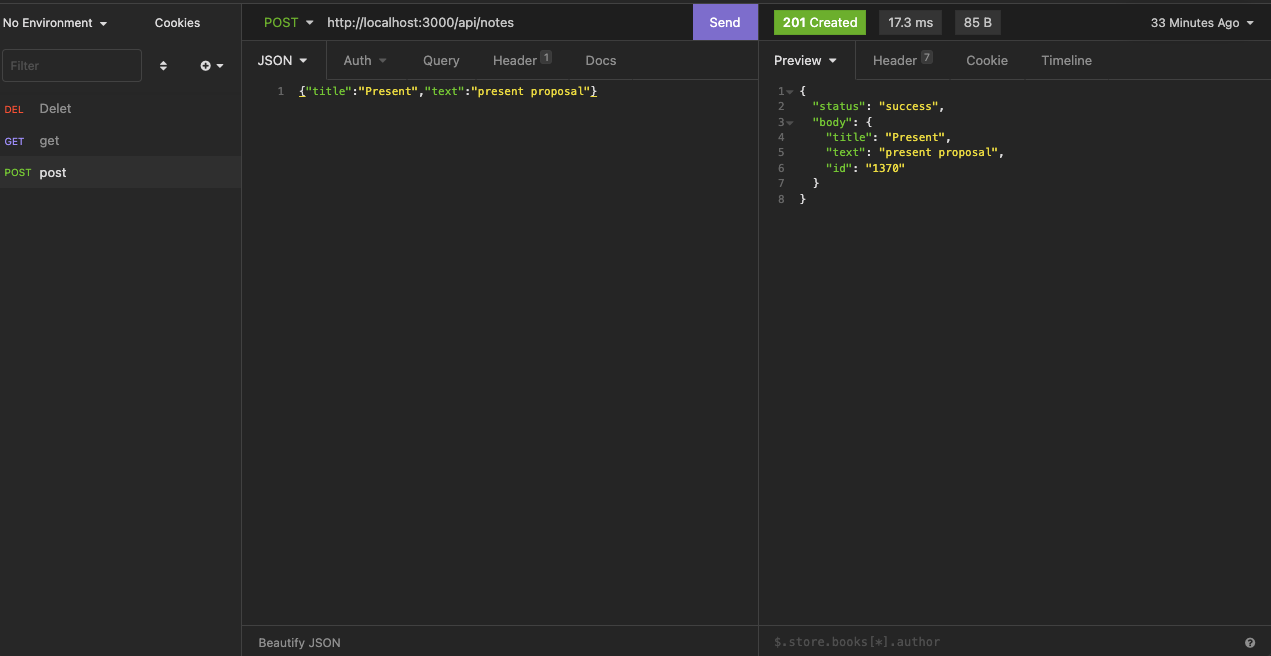 No Environment
Cookies
Filter
DEL Delet
GET get
POST post
POST http://localhost:3000/api/notes
Send
JSON
Auth
Query
Header 1
Docs
1 {"title":"Present","text":"present proposal"}
Beautify JSON
201 Created
17.3 ms
85 B
33 Minutes Ago
Preview
Header 7
Cookie
Timeline
1 {
2 "status": "success",
3 "body": {
4 "title": "Present",
5 "text": "present proposal",
6 "id": "1370"
7 }
8 }
$.store.books[*].author